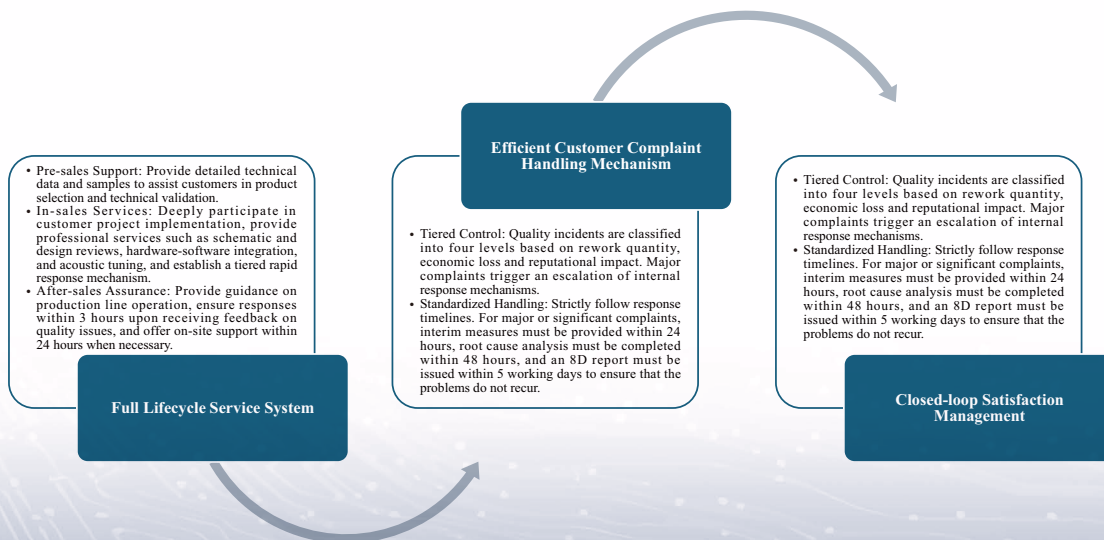 • Pre-sales Support: Provide detailed technical
data and samples to assist customers in product
selection and technical validation.
• In-sales Services: Deeply participate in
customer project implementation, provide
professional services such as schematic and
design reviews, hardware-software integration,
and acoustic tuning, and establish a tiered rapid
response mechanism.
• After-sales Assurance: Provide guidance on
production line operation, ensure responses
within 3 hours upon receiving feedback on
quality issues, and offer on-site support within
24 hours when necessary.
Full Lifecycle Service System
Efficient Customer Complaint
Handling Mechanism
• Tiered Control: Quality incidents are classified
into four levels based on rework quantity,
economic loss and reputational impact. Major
complaints trigger an escalation of internal
response mechanisms.
• Standardized Handling: Strictly follow response
timelines. For major or significant complaints,
interim measures must be provided within 24
hours, root cause analysis must be completed
within 48 hours, and an 8D report must be
issued within 5 working days to ensure that the
problems do not recur.
• Tiered Control: Quality incidents are classified
into four levels based on rework quantity,
economic loss and reputational impact. Major
complaints trigger an escalation of internal
response mechanisms.
• Standardized Handling: Strictly follow response
timelines. For major or significant complaints,
interim measures must be provided within 24
hours, root cause analysis must be completed
within 48 hours, and an 8D report must be
issued within 5 working days to ensure that the
problems do not recur.
Closed-loop Satisfaction
Management